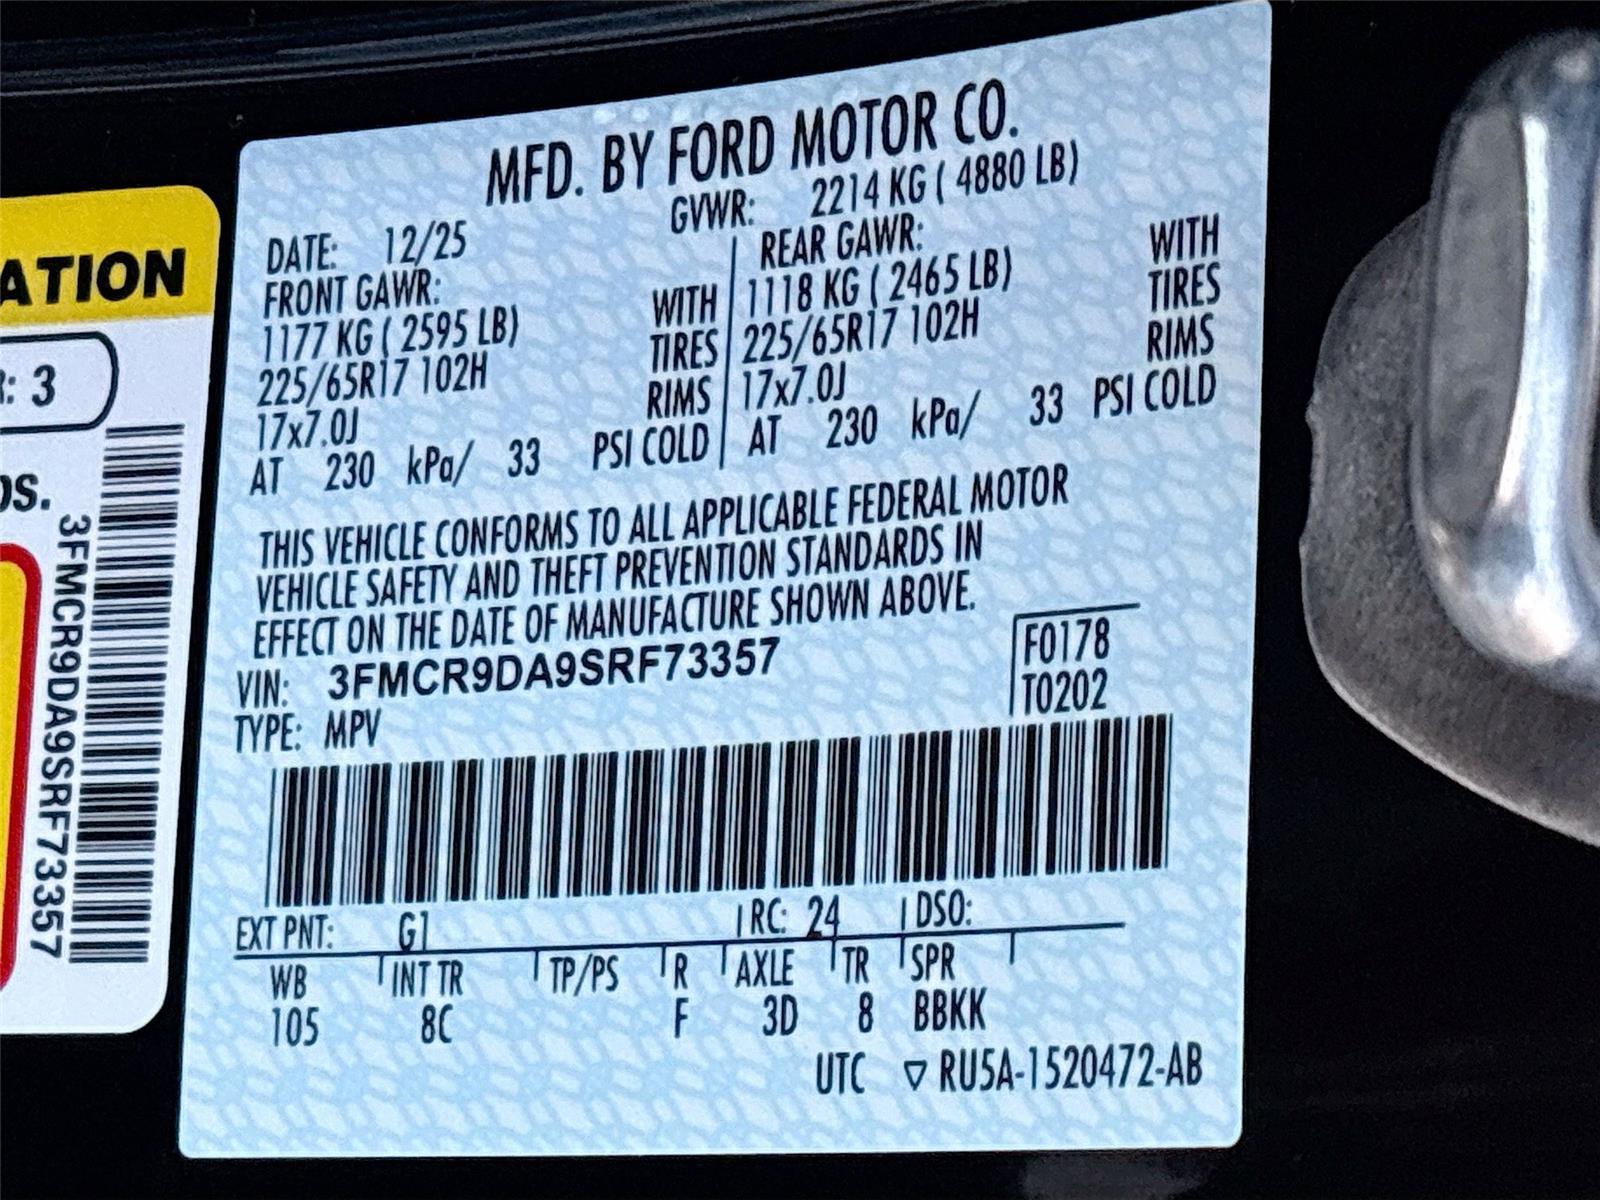 MFD. BY FORD MOTOR CO.
DATE: 12/25 GVWR: 2214 KG ( 4880 LB)
FRONT GAWR: REAR GAWR:
1177 KG ( 2595 LB) WITH 1118 KG ( 2465 LB) WITH
225/65R17 102H TIRES 225/65R17 102H TIRES
17x7.0J RIMS 17x7.0J RIMS
AT 230 kPa/ 33 PSI COLD AT 230 kPa/ 33 PSI COLD
THIS VEHICLE CONFORMS TO ALL APPLICABLE FEDERAL MOTOR
VEHICLE SAFETY AND THEFT PREVENTION STANDARDS IN
EFFECT ON THE DATE OF MANUFACTURE SHOWN ABOVE.
VIN: 3FMCR9DA9SRF73357 F0178
TYPE: MPV T0202
EXT PNT: G1 RC: 24 DSO:
WB INT TR TP/PS R AXLE TR SPR
105 8C F 3D 8 BBKK
UTC ▽ RU5A-1520472-AB
ATION
: 3
os.
3FMCR9DA9SRF73357